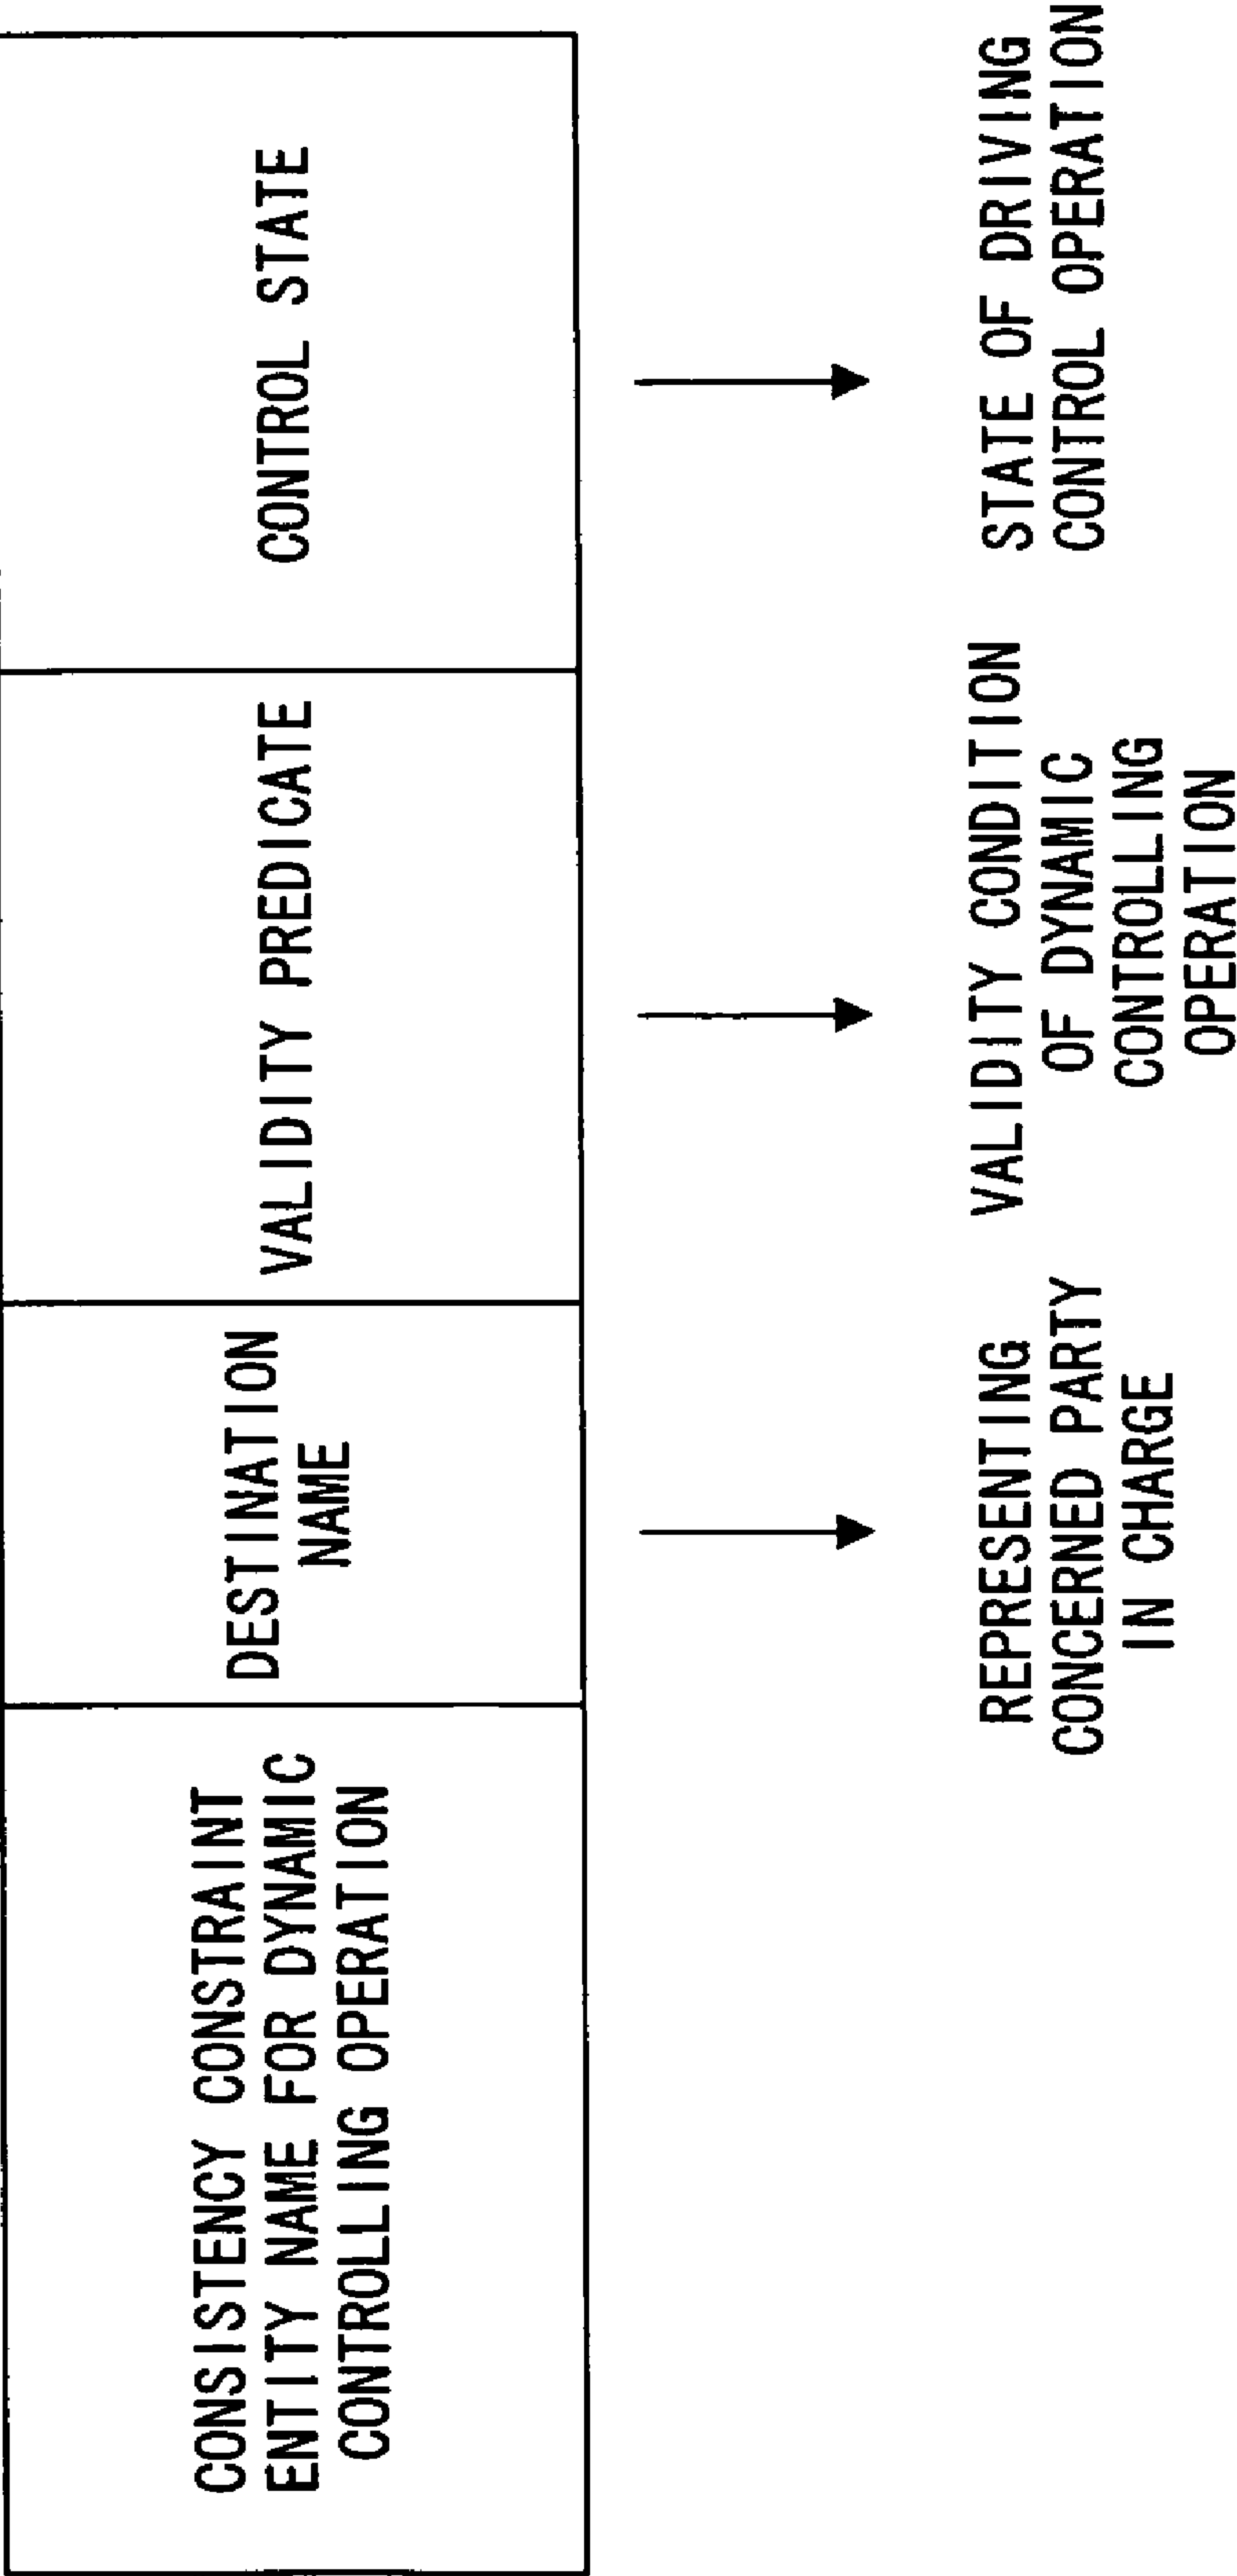 CONSISTENCY CONSTRAINT
ENTITY NAME FOR DYNAMIC
CONTROLLING OPERATION
DESTINATION
NAME
VALIDITY PREDICATE
CONTROL STATE
REPRESENTING
CONCERNED PARTY
IN CHARGE
VALIDITY CONDITION
OF DYNAMIC
CONTROLLING
OPERATION
STATE OF DRIVING
CONTROL OPERATION